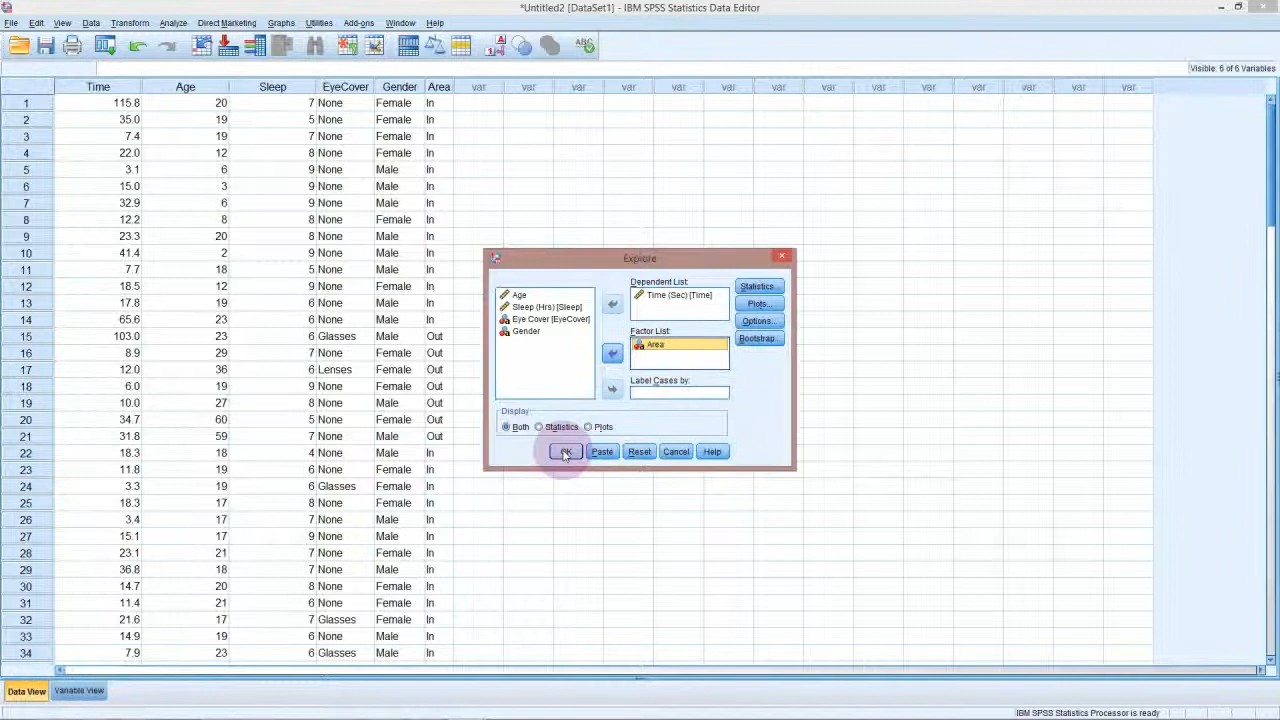 *Untitled2 [DataSet1] - IBM SPSS Statistics Data Editor
File Edit View Data Transform Analyze Direct Marketing Graphs Utilities Add-ons Window Help
Visible: 6 of 6 Variables
Time Age Sleep EyeCover Gender Area var var var var var var var var var var var var var var
1 115.8 20 7 None Female In
2 35.0 19 5 None Female In
3 7.4 19 7 None Female In
4 22.0 12 8 None Female In
5 3.1 6 9 None Male In
6 15.0 3 9 None Male In
7 32.9 6 9 None Male In
8 12.2 8 8 None Female In
9 23.3 20 8 None Male In
10 41.4 2 9 None Male In
11 7.7 18 5 None Male In
12 18.5 12 9 None Female In
13 17.8 19 6 None Male In
14 65.6 23 6 None Male In
15 103.0 23 6 Glasses Female Out
16 8.9 29 7 None Female Out
17 12.0 36 6 Lenses Female Out
18 6.0 19 9 None Male Out
19 10.0 27 8 None Male Out
20 34.7 60 5 None Female Out
21 31.8 59 7 None Male Out
22 18.3 18 4 None Male In
23 11.8 19 6 None Female In
24 3.3 19 6 Glasses Female In
25 18.3 17 8 None Female In
26 3.4 17 7 None Male In
27 15.1 17 9 None Male In
28 23.1 21 7 None Female In
29 36.8 18 7 None Male In
30 14.7 20 8 None Female In
31 11.4 21 6 None Female In
32 21.6 17 7 Glasses Female In
33 14.9 19 6 None Male In
34 7.9 23 6 Glasses Male In
Explore
Age
Sleep (Hrs) [Sleep]
Eye Cover [EyeCover]
Gender
Dependent List:
Time (Sec) [Time]
Factor List:
Area
Label Cases by:
Statistics...
Plots...
Options...
Bootstrap...
Display
Both Statistics Plots
OK Paste Reset Cancel Help
Data View Variable View
IBM SPSS Statistics Processor is ready